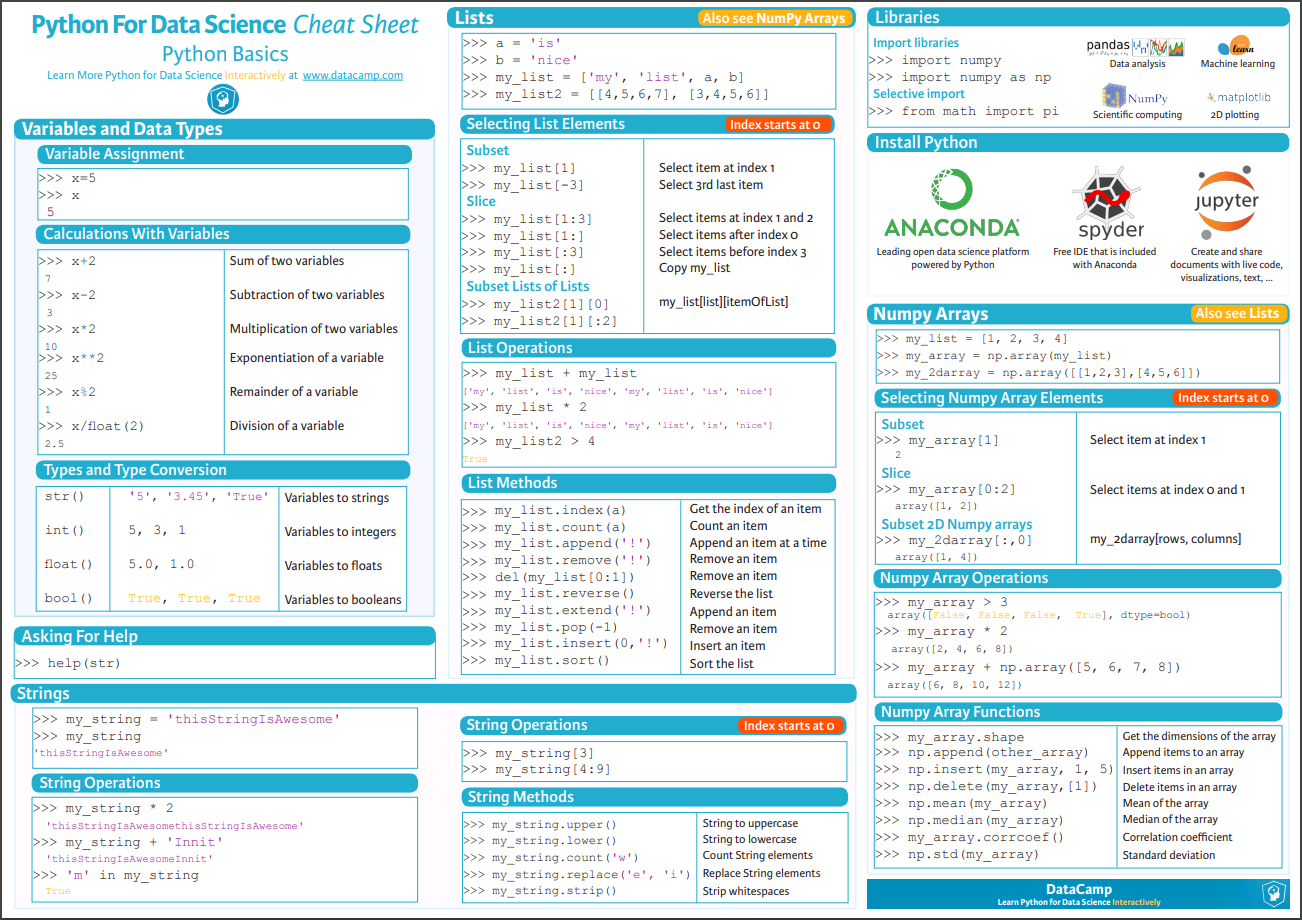 Python For Data Science Cheat Sheet
Python Basics
Learn More Python for Data Science Interactively at www.datacamp.com
Variables and Data Types
Variable Assignment
>>> x=5
>>> x
5
Calculations With Variables
>>> x+2 Sum of two variables
7
>>> x-2 Subtraction of two variables
3
>>> x*2 Multiplication of two variables
10
>>> x**2 Exponentiation of a variable
25
>>> x%2 Remainder of a variable
1
>>> x/float(2) Division of a variable
2.5
Types and Type Conversion
str() '5', '3.45', 'True' Variables to strings
int() 5, 3, 1 Variables to integers
float() 5.0, 1.0 Variables to floats
bool() True, True, True Variables to booleans
Asking For Help
>>> help(str)
Strings
>>> my_string = 'thisStringIsAwesome'
>>> my_string
'thisStringIsAwesome'
String Operations
>>> my_string * 2
'thisStringIsAwesomethisStringIsAwesome'
>>> my_string + 'Innit'
'thisStringIsAwesomeInnit'
>>> 'm' in my_string
True
Lists Also see NumPy Arrays
>>> a = 'is'
>>> b = 'nice'
>>> my_list = ['my', 'list', a, b]
>>> my_list2 = [[4,5,6,7], [3,4,5,6]]
Selecting List Elements Index starts at 0
Subset
>>> my_list[1] Select item at index 1
>>> my_list[-3] Select 3rd last item
Slice
>>> my_list[1:3] Select items at index 1 and 2
>>> my_list[1:] Select items after index 0
>>> my_list[:3] Select items before index 3
>>> my_list[:] Copy my_list
Subset Lists of Lists
>>> my_list2[1][0] my_list[list][itemOfList]
>>> my_list2[1][:2]
List Operations
>>> my_list + my_list
['my', 'list', 'is', 'nice', 'my', 'list', 'is', 'nice']
>>> my_list * 2
['my', 'list', 'is', 'nice', 'my', 'list', 'is', 'nice']
>>> my_list2 > 4
True
List Methods
>>> my_list.index(a) Get the index of an item
>>> my_list.count(a) Count an item
>>> my_list.append('!') Append an item at a time
>>> my_list.remove('!') Remove an item
>>> del(my_list[0:1]) Remove an item
>>> my_list.reverse() Reverse the list
>>> my_list.extend('!') Append an item
>>> my_list.pop(-1) Remove an item
>>> my_list.insert(0,'!') Insert an item
>>> my_list.sort() Sort the list
String Operations Index starts at 0
>>> my_string[3]
>>> my_string[4:9]
String Methods
>>> my_string.upper() String to uppercase
>>> my_string.lower() String to lowercase
>>> my_string.count('w') Count String elements
>>> my_string.replace('e', 'i') Replace String elements
>>> my_string.strip() Strip whitespaces
Libraries
Import libraries
>>> import numpy
>>> import numpy as np
Selective import
>>> from math import pi
pandas
Data analysis
learn
Machine learning
NumPy
Scientific computing
matplotlib
2D plotting
Install Python
ANACONDA
Leading open data science platform
powered by Python
spyder
Free IDE that is included
with Anaconda
jupyter
Create and share
documents with live code,
visualizations, text, ...
Numpy Arrays Also see Lists
>>> my_list = [1, 2, 3, 4]
>>> my_array = np.array(my_list)
>>> my_2darray = np.array([[1,2,3],[4,5,6]])
Selecting Numpy Array Elements Index starts at 0
Subset
>>> my_array[1] Select item at index 1
2
Slice
>>> my_array[0:2] Select items at index 0 and 1
array([1, 2])
Subset 2D Numpy arrays
>>> my_2darray[:,0] my_2darray[rows, columns]
array([1, 4])
Numpy Array Operations
>>> my_array > 3
array([False, False, False, True], dtype=bool)
>>> my_array * 2
array([2, 4, 6, 8])
>>> my_array + np.array([5, 6, 7, 8])
array([6, 8, 10, 12])
Numpy Array Functions
>>> my_array.shape Get the dimensions of the array
>>> np.append(other_array) Append items to an array
>>> np.insert(my_array, 1, 5) Insert items in an array
>>> np.delete(my_array,[1]) Delete items in an array
>>> np.mean(my_array) Mean of the array
>>> np.median(my_array) Median of the array
>>> my_array.corrcoef() Correlation coefficient
>>> np.std(my_array) Standard deviation
DataCamp
Learn Python for Data Science Interactively